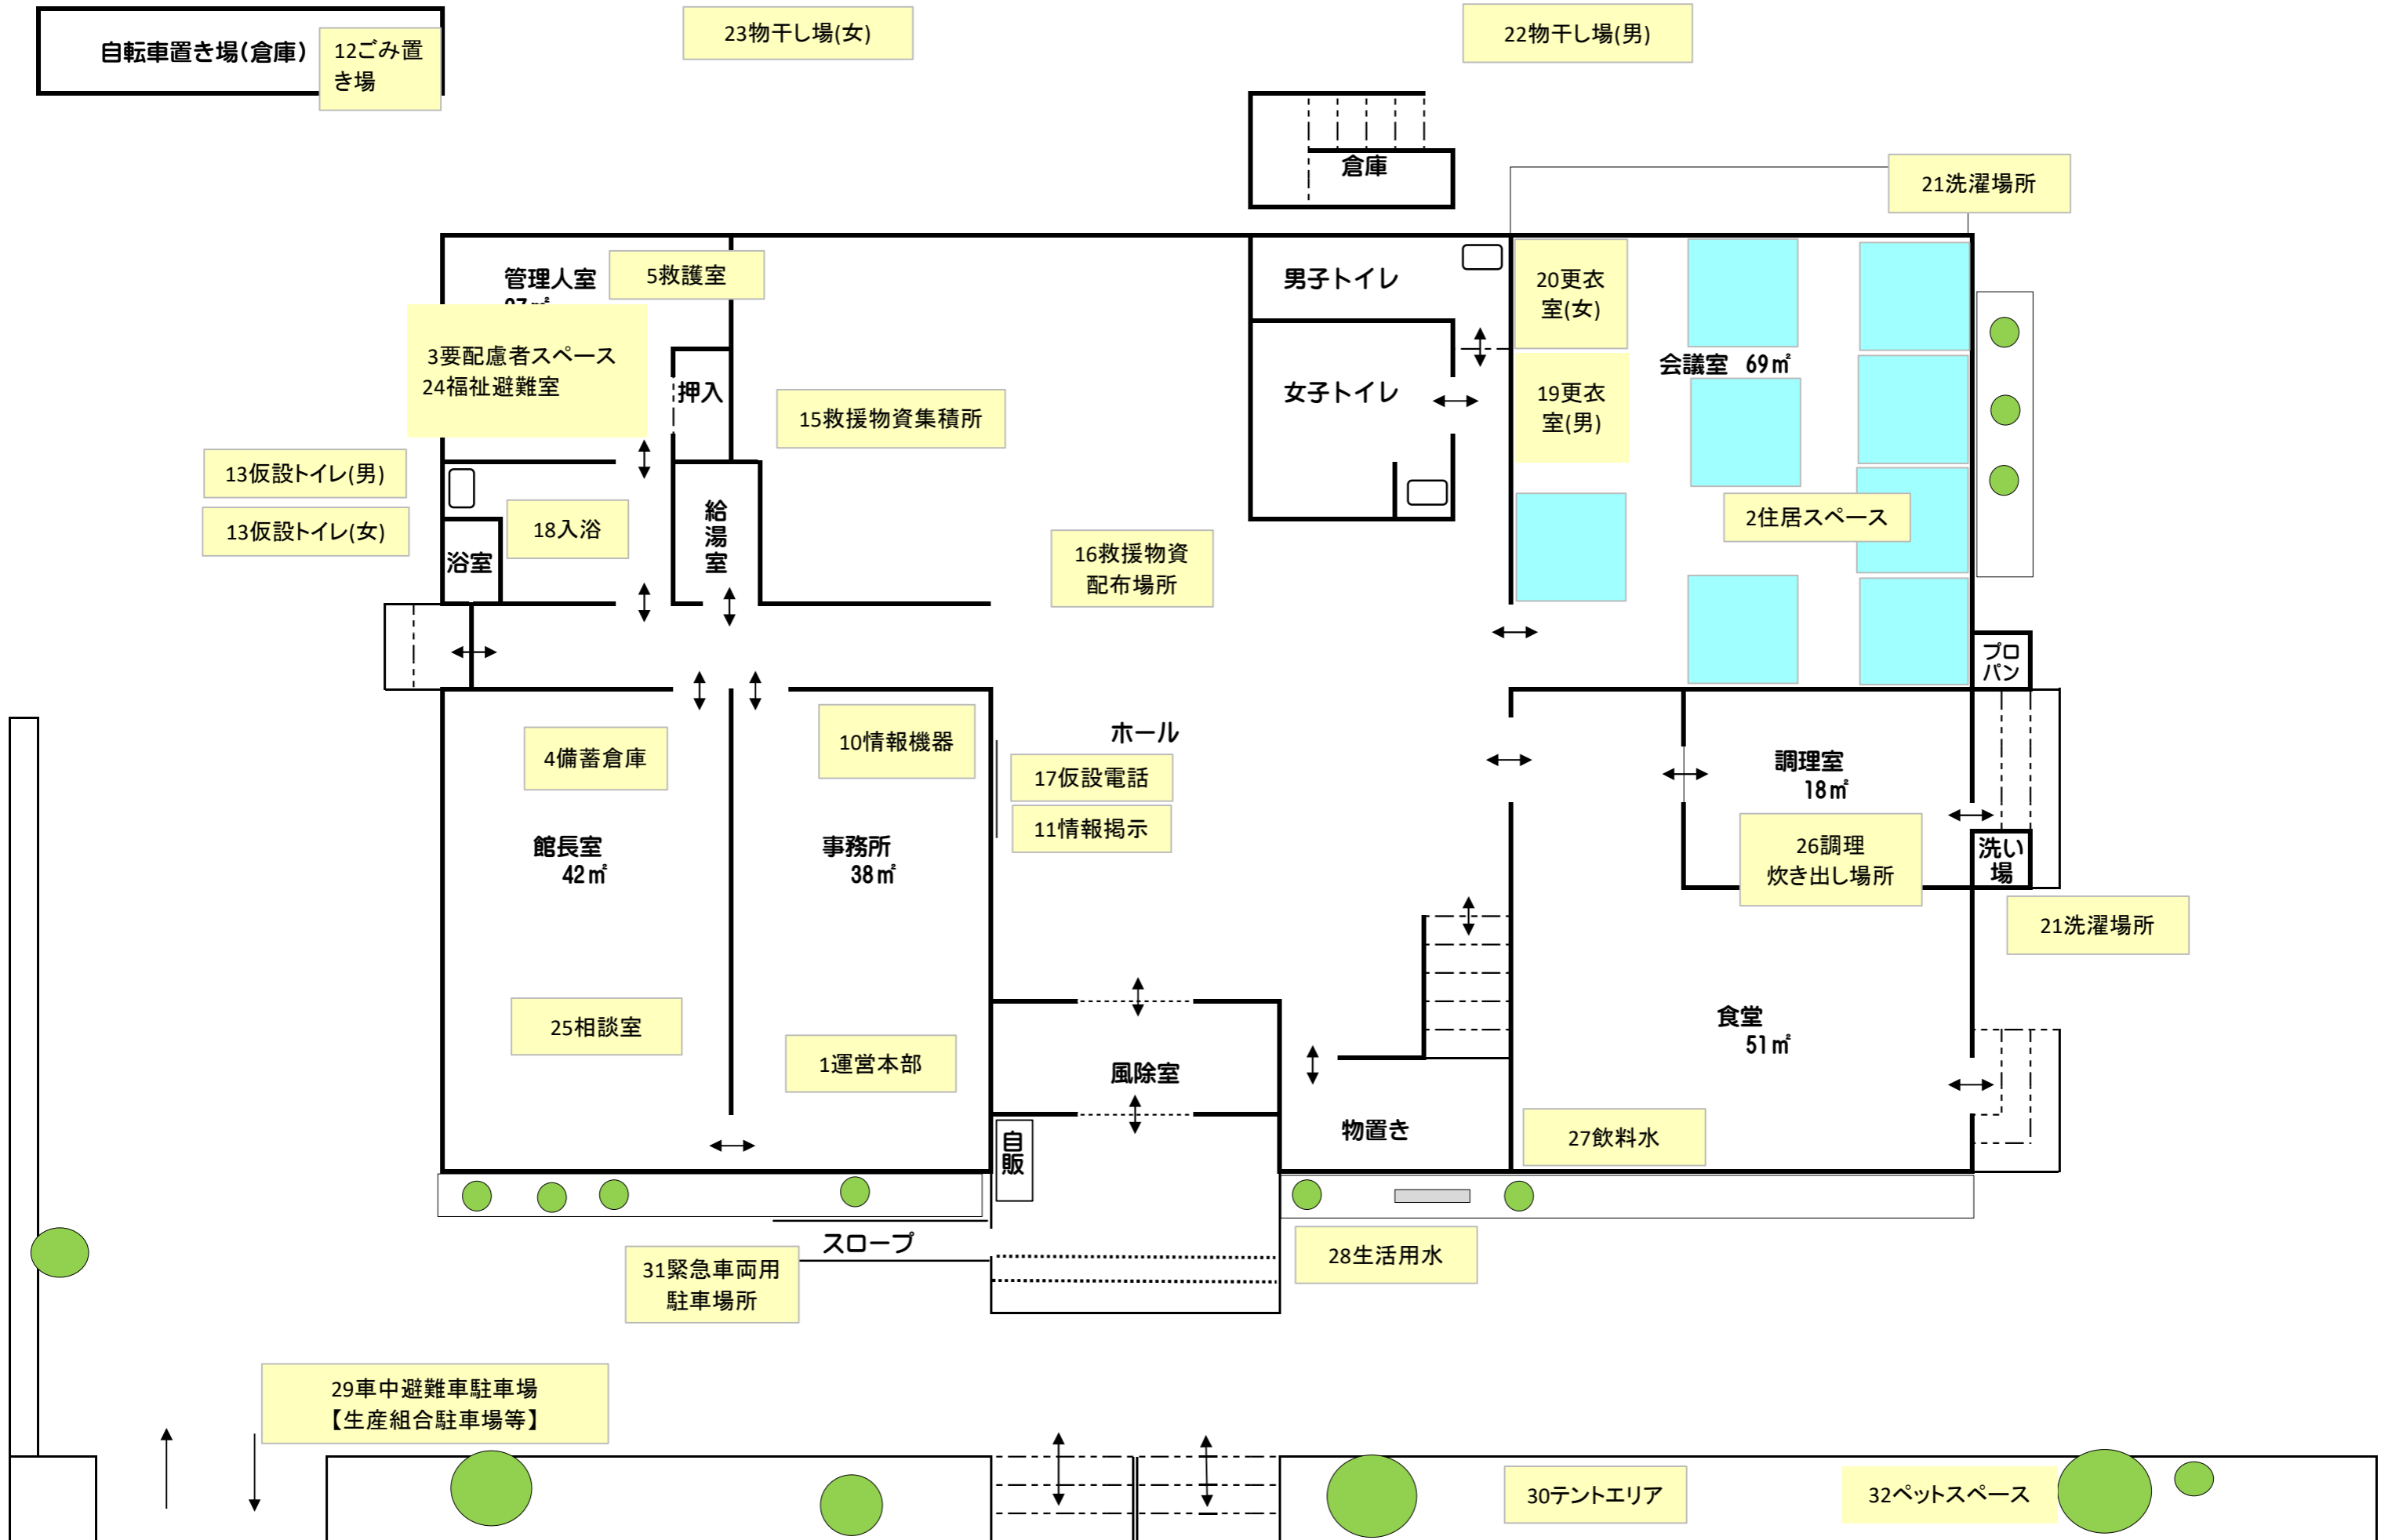 23物干し場(女)
22物干し場(男)
自転車置き場(倉庫)
12ごみ置
き場
倉庫
21洗濯場所
管理人室
5救護室
男子トイレ
20更衣
室(女)
3要配慮者スペース
24福祉避難室
押入
15救援物資集積所
女子トイレ
19更衣
室(男)
会議室 69㎡
13仮設トイレ(男)
13仮設トイレ(女)
18入浴
浴室
給
湯
室
16救援物資
配布場所
2住居スペース
プロ
パン
4備蓄倉庫
10情報機器
ホール
17仮設電話
11情報掲示
調理室
18㎡
館長室
42㎡
事務所
38㎡
26調理
炊き出し場所
洗い
場
21洗濯場所
25相談室
1運営本部
風除室
食堂
51㎡
自
販
物置き
27飲料水
スロープ
31緊急車両用
駐車場所
28生活用水
29車中避難車駐車場
【生産組合駐車場等】
30テントエリア
32ペットスペース